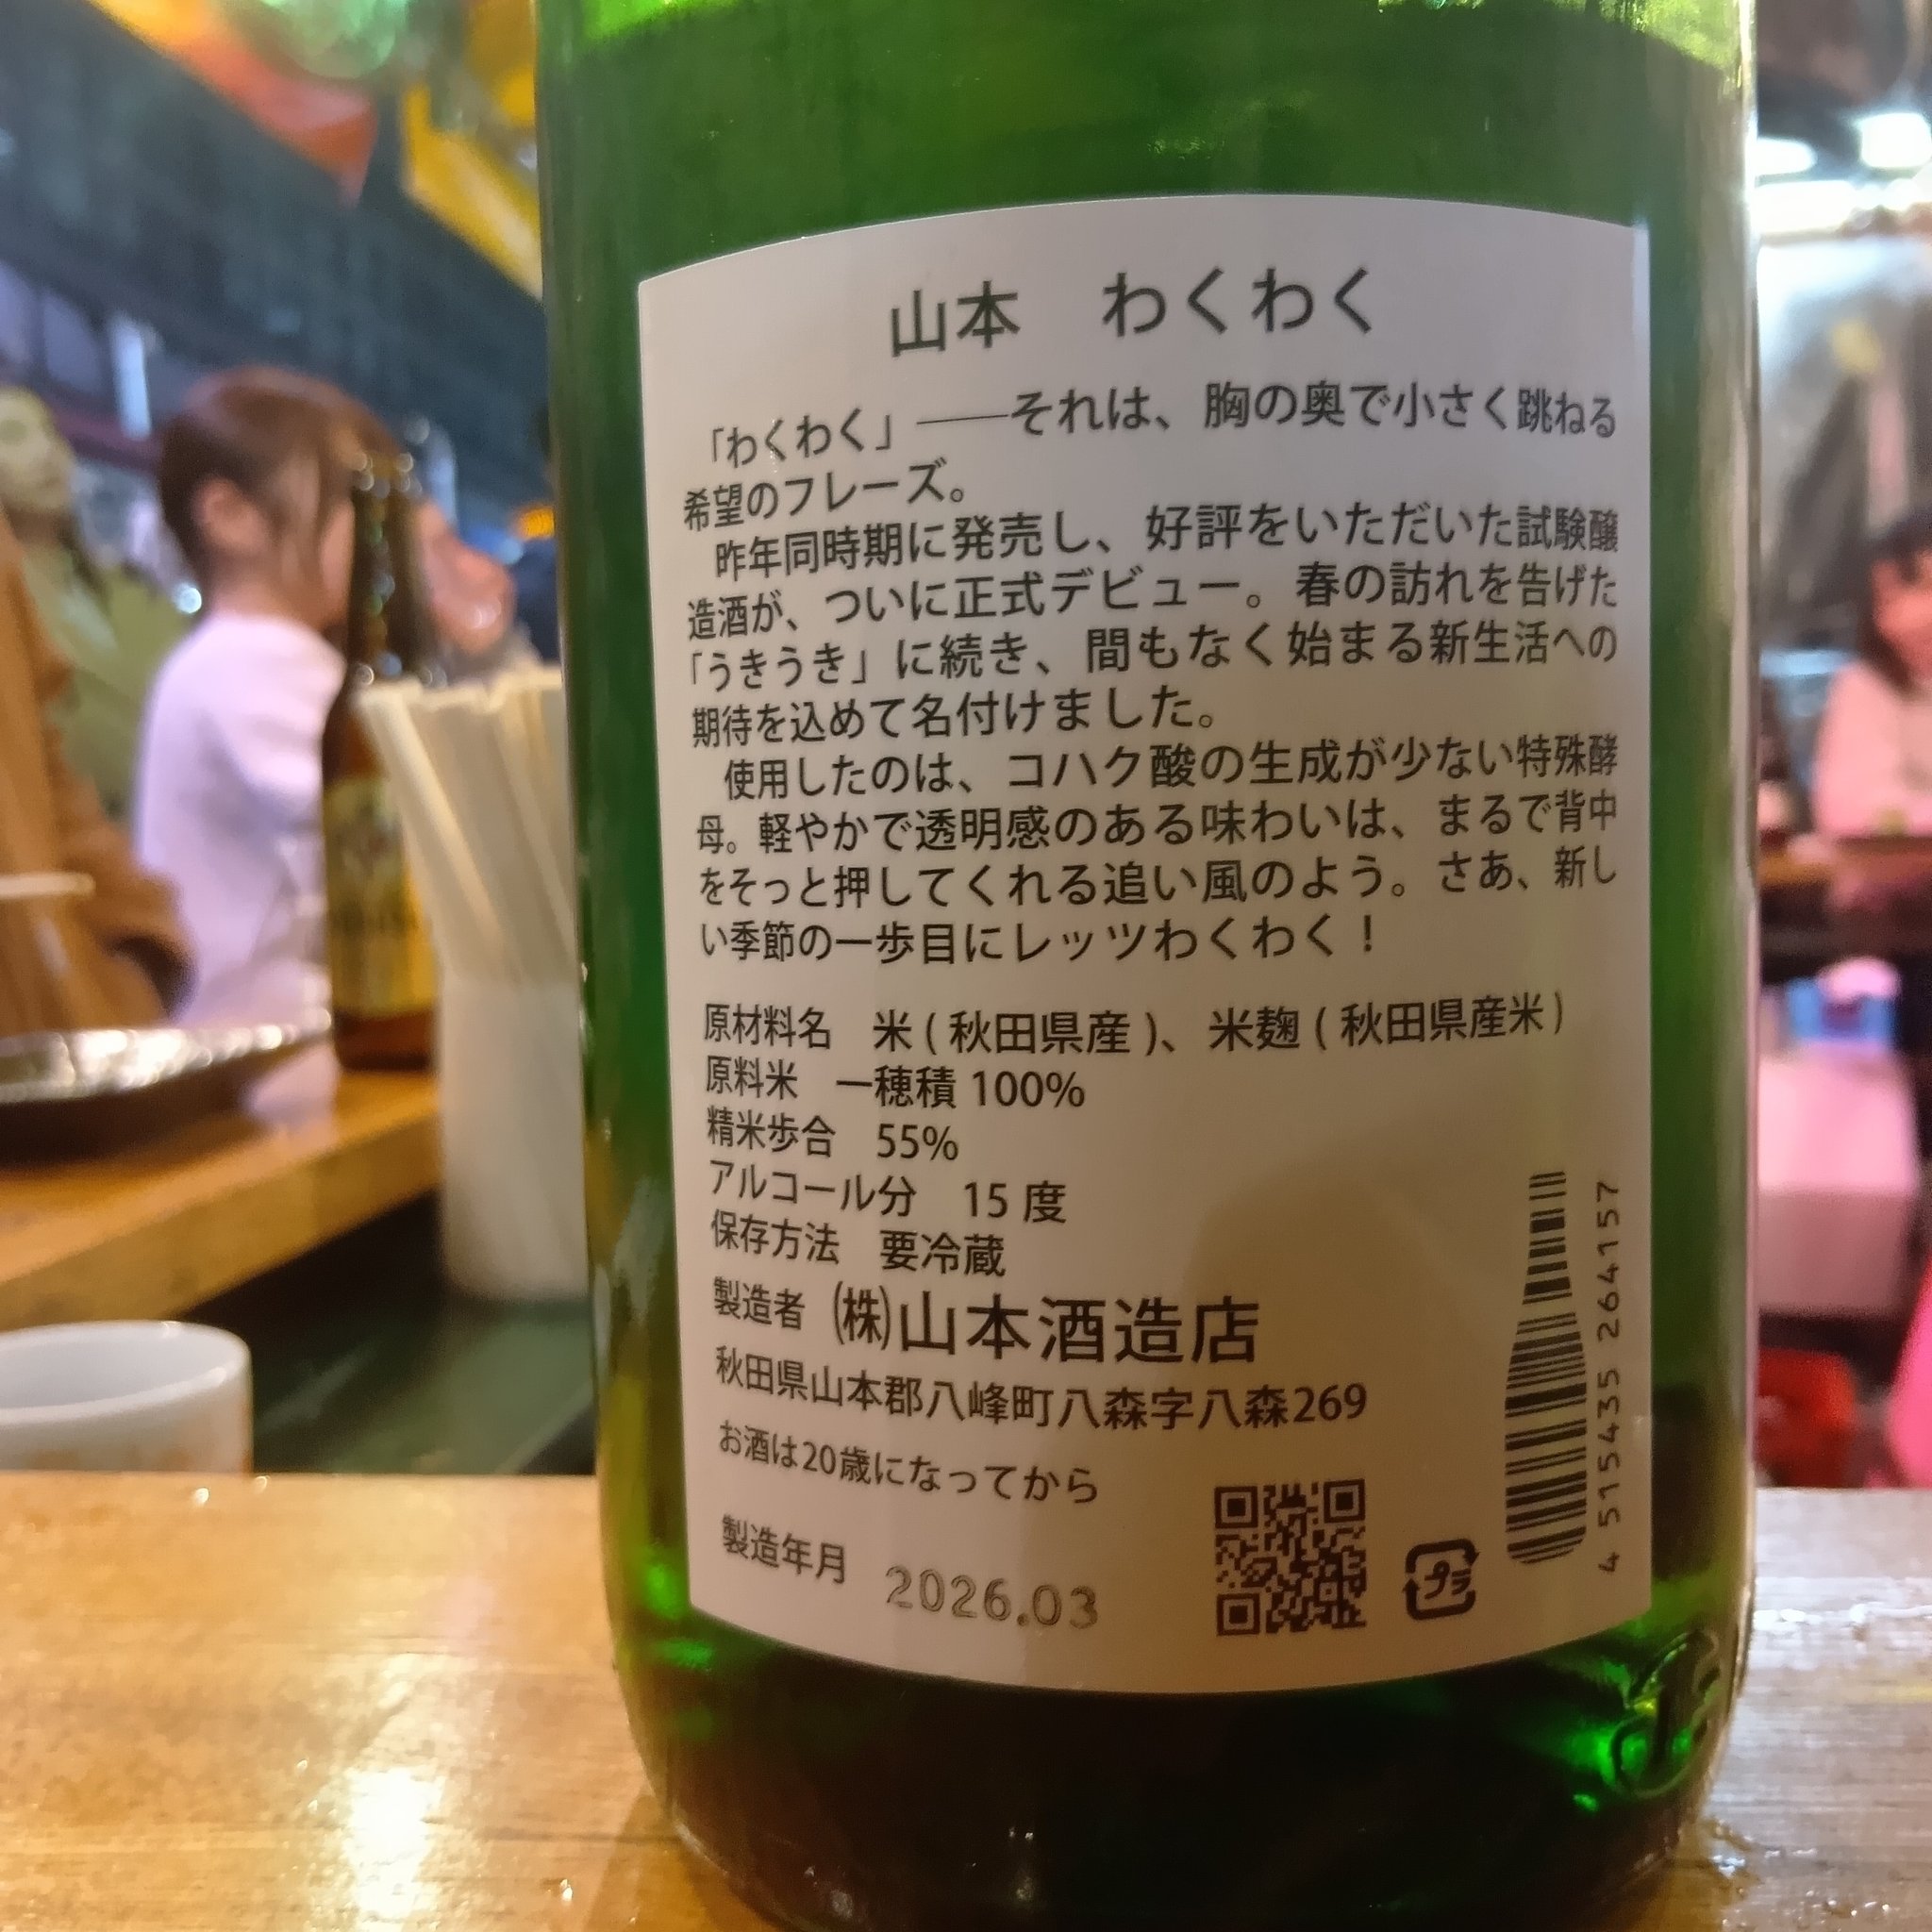 山本　わくわく
「わくわく」――それは、胸の奥で小さく跳ねる
希望のフレーズ。
昨年同時期に発売し、好評をいただいた試験醸
造酒が、ついに正式デビュー。春の訪れを告げた
「うきうき」に続き、間もなく始まる新生活への
期待を込めて名付けました。
使用したのは、コハク酸の生成が少ない特殊酵
母。軽やかで透明感のある味わいは、まるで背中
をそっと押してくれる追い風のよう。さあ、新し
い季節の一歩目にレッツわくわく！
原材料名　米(秋田県産)、米麹(秋田県産米)
原料米　一穂積 100%
精米歩合　55%
アルコール分　15 度
保存方法　要冷蔵
製造者　㈱山本酒造店
秋田県山本郡八峰町八森字八森269
お酒は20歳になってから
製造年月　2026.03
プラ
4 515435 264157